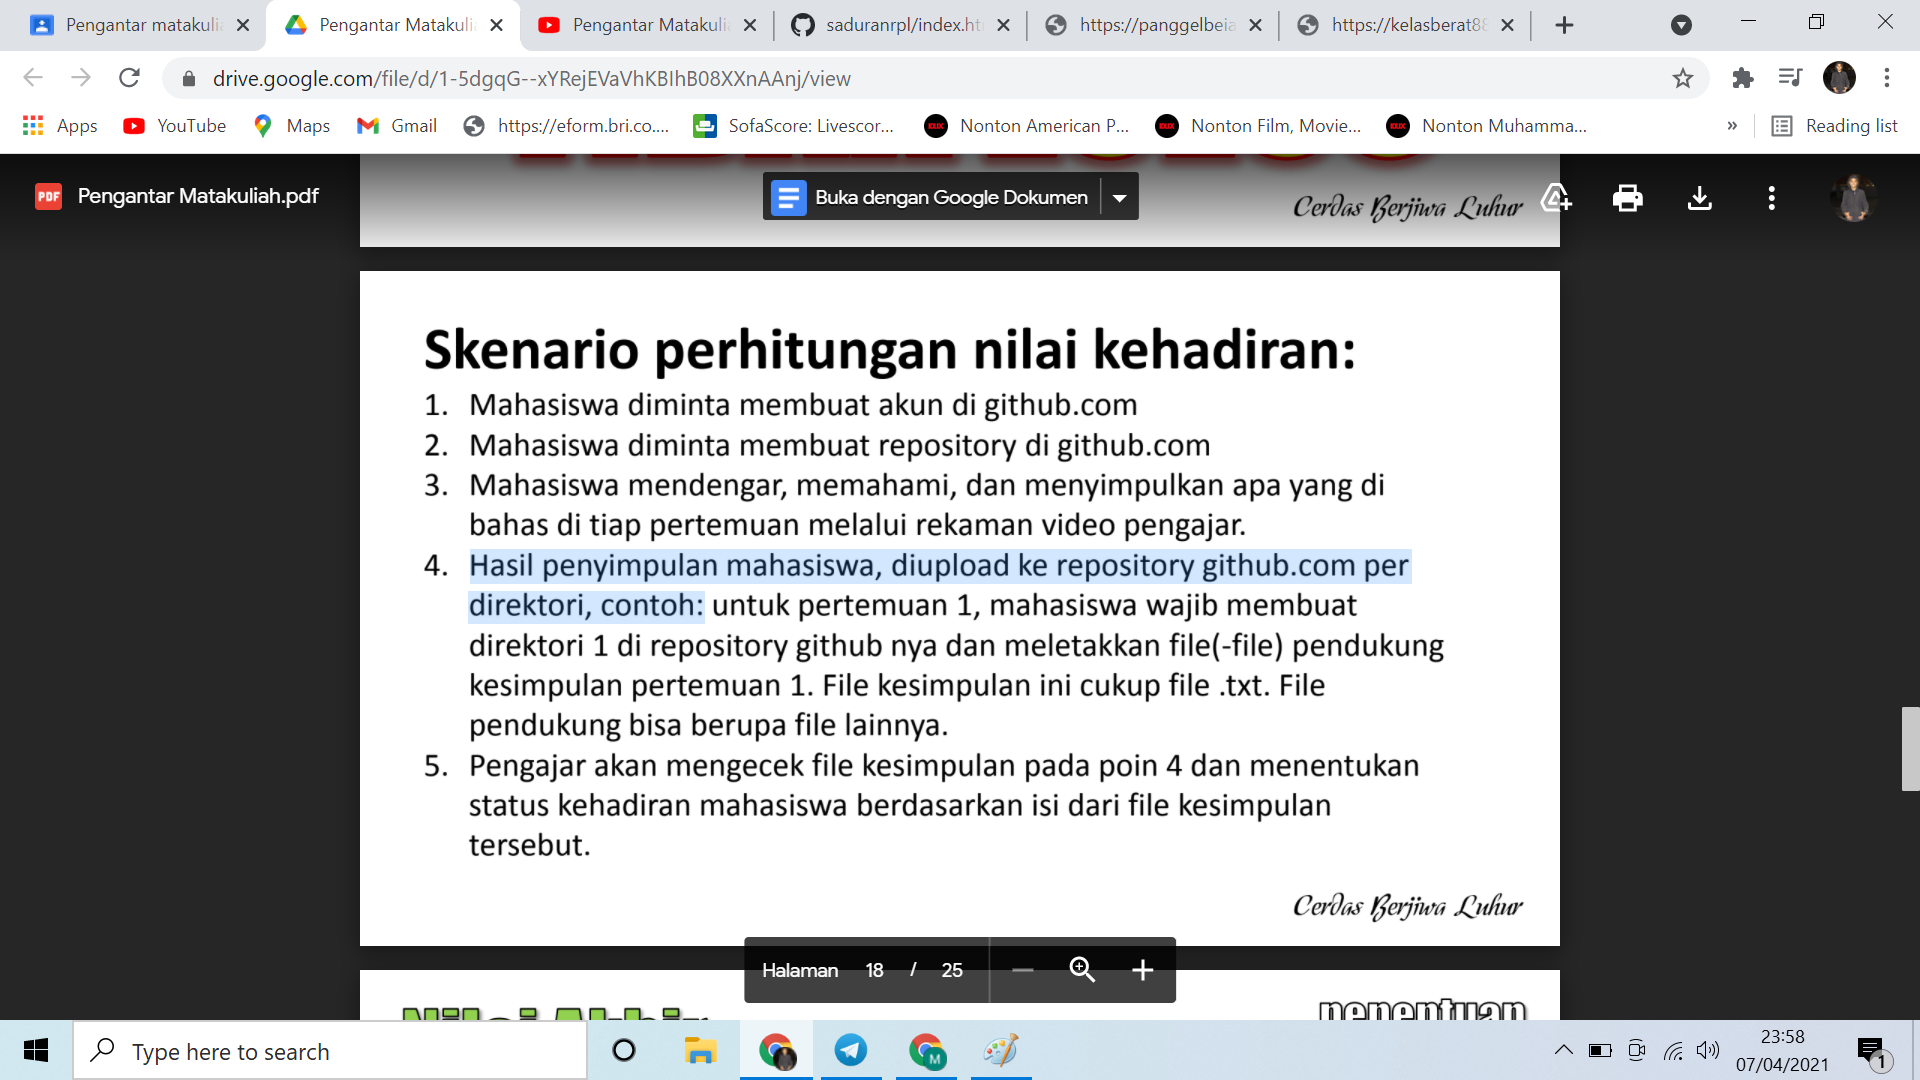 Pengantar matakulia
Pengantar Matakuli
Pengantar Matakulia
saduranrpl/index.ht
https://panggelbeia
https://kelasberat88
drive.google.com/file/d/1-5dgqG--xYRejEVaVhKBIhB08XXnAAnj/view
Apps
YouTube
Maps
Gmail
https://eform.bri.co....
SofaScore: Livescor...
Nonton American P...
Nonton Film, Movie...
Nonton Muhamma...
»
Reading list
PDF
Pengantar Matakuliah.pdf
Buka dengan Google Dokumen
Cerdas Berjiwa Luhur
Skenario perhitungan nilai kehadiran:
1. Mahasiswa diminta membuat akun di github.com
2. Mahasiswa diminta membuat repository di github.com
3. Mahasiswa mendengar, memahami, dan menyimpulkan apa yang di
bahas di tiap pertemuan melalui rekaman video pengajar.
4. Hasil penyimpulan mahasiswa, diupload ke repository github.com per
direktori, contoh: untuk pertemuan 1, mahasiswa wajib membuat
direktori 1 di repository github nya dan meletakkan file(-file) pendukung
kesimpulan pertemuan 1. File kesimpulan ini cukup file .txt. File
pendukung bisa berupa file lainnya.
5. Pengajar akan mengecek file kesimpulan pada poin 4 dan menentukan
status kehadiran mahasiswa berdasarkan isi dari file kesimpulan
tersebut.
Cerdas Berjiwa Luhur
Halaman 18 / 25
Nilai Akhir
penentuan
Type here to search
M
23:58
07/04/2021
1